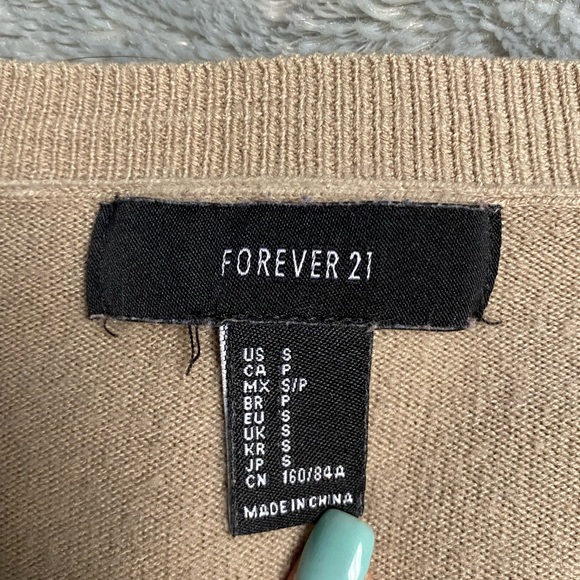 FOREVER 21
US S
CA P
MX S/P
BR P
EU S
UK S
KR S
JP S
CN 160/84A
MADE IN CHINA